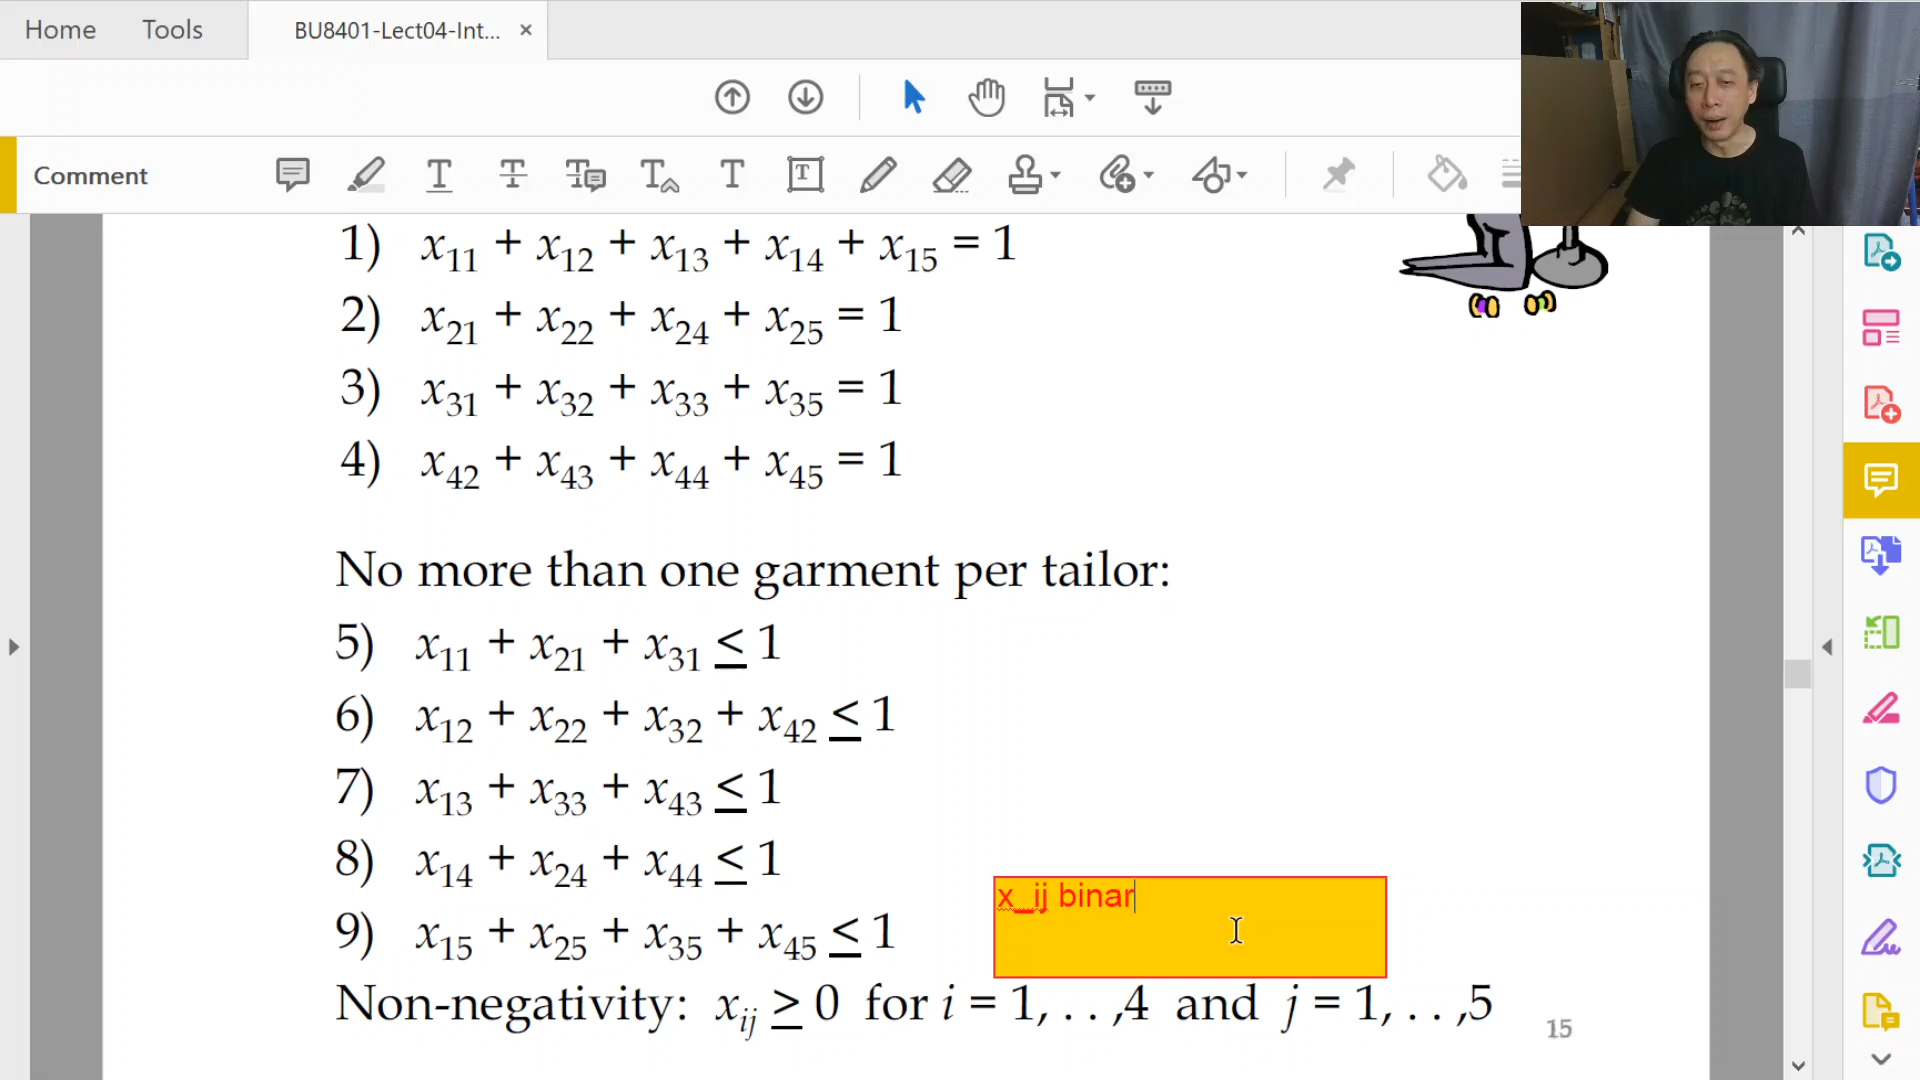 Home Tools BU8401-Lect04-Int... ×
Comment
1) x11 + x12 + x13 + x14 + x15 = 1
2) x21 + x22 + x24 + x25 = 1
3) x31 + x32 + x33 + x35 = 1
4) x42 + x43 + x44 + x45 = 1
No more than one garment per tailor:
5) x11 + x21 + x31 ≤ 1
6) x12 + x22 + x32 + x42 ≤ 1
7) x13 + x33 + x43 ≤ 1
8) x14 + x24 + x44 ≤ 1
x_ij binar
9) x15 + x25 + x35 + x45 ≤ 1
Non-negativity: xij ≥ 0 for i = 1, . . ,4 and j = 1, . . ,5
15